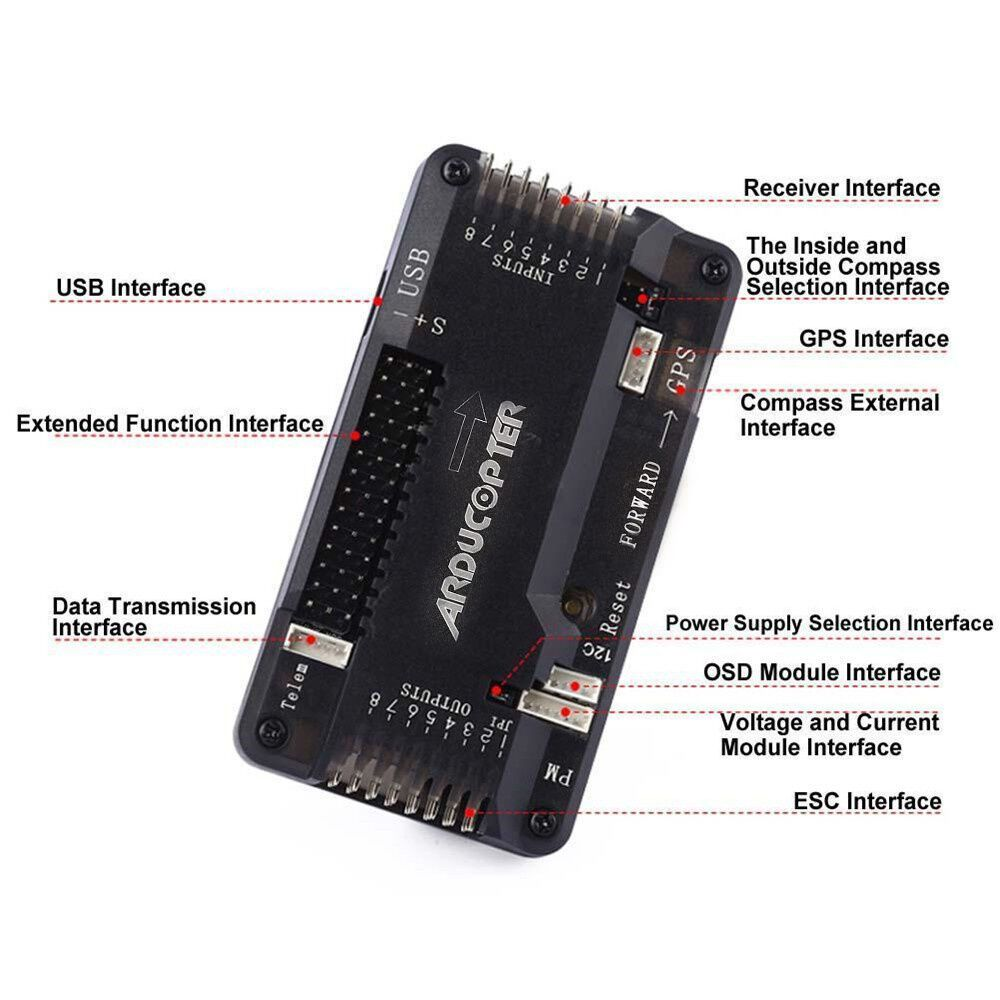 Receiver Interface
The Inside and
Outside Compass
Selection Interface
GPS Interface
Compass External
Interface
Power Supply Selection Interface
OSD Module Interface
Voltage and Current
Module Interface
ESC Interface
USB Interface
Extended Function Interface
Data Transmission
Interface
INPUTS
1 2 3 4 5 6 7 8
USB
S + -
GPS
FORWARD
ARDUCOPTER
Reset
I2C
Telem
OUTPUTS
1 2 3 4 5 6 7 8
JP1
PM